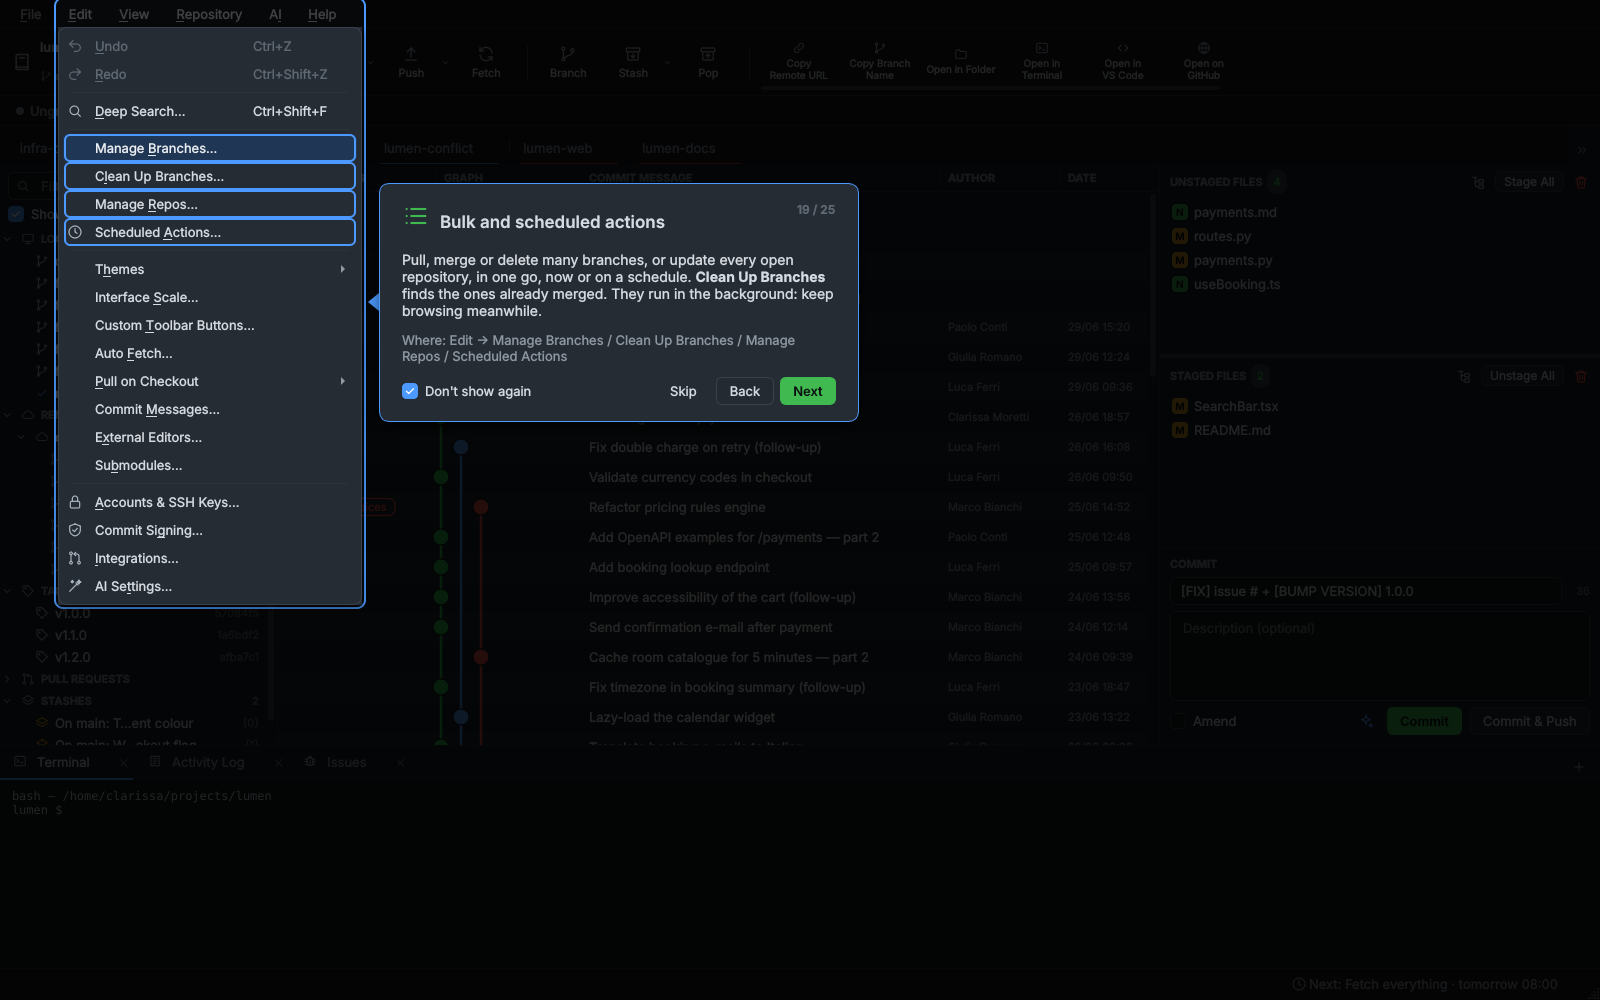 File Edit View Repository AI Help
Undo Ctrl+Z
Redo Ctrl+Shift+Z
Deep Search... Ctrl+Shift+F
Manage Branches...
Clean Up Branches...
Manage Repos...
Scheduled Actions...
Themes
Interface Scale...
Custom Toolbar Buttons...
Auto Fetch...
Pull on Checkout
Commit Messages...
External Editors...
Submodules...
Accounts & SSH Keys...
Commit Signing...
Integrations...
AI Settings...
Push
Fetch
Branch
Stash
Pop
Copy
Remote URL
Copy Branch
Name
Open in Folder
Open in
Terminal
Open in
VS Code
Open on
GitHub
lumen-conflict lumen-web lumen-docs
GRAPH COMMIT MESSAGE AUTHOR DATE
19 / 25
Bulk and scheduled actions
Pull, merge or delete many branches, or update every open
repository, in one go, now or on a schedule. Clean Up Branches
finds the ones already merged. They run in the background: keep
browsing meanwhile.
Where: Edit → Manage Branches / Clean Up Branches / Manage
Repos / Scheduled Actions
Don't show again Skip Back Next
Paolo Conti 29/06 15:20
Giulia Romano 29/06 12:24
Luca Ferri 29/06 09:36
Clarissa Moretti 26/06 18:57
Fix double charge on retry (follow-up) Luca Ferri 26/06 16:08
Validate currency codes in checkout Luca Ferri 26/06 09:50
Refactor pricing rules engine Marco Bianchi 25/06 14:52
Add OpenAPI examples for /payments — part 2 Paolo Conti 25/06 12:48
Add booking lookup endpoint Luca Ferri 25/06 09:57
Improve accessibility of the cart (follow-up) Marco Bianchi 24/06 13:56
Send confirmation e-mail after payment Marco Bianchi 24/06 12:14
Cache room catalogue for 5 minutes — part 2 Marco Bianchi 24/06 09:39
Fix timezone in booking summary (follow-up) Luca Ferri 23/06 18:47
Lazy-load the calendar widget Giulia Romano 23/06 13:22
v1.0.0
v1.1.0 1a6bdf2
v1.2.0 afba7c1
PULL REQUESTS
STASHES 2
On main: T...ent colour (0)
UNSTAGED FILES 4 Stage All
N payments.md
M routes.py
M payments.py
N useBooking.ts
STAGED FILES 2 Unstage All
M SearchBar.tsx
M README.md
COMMIT
[FIX] issue # + [BUMP VERSION] 1.0.0 36
Description (optional)
Amend Commit Commit & Push
Terminal Activity Log Issues
bash — /home/clarissa/projects/lumen
lumen $
Next: Fetch everything · tomorrow 08:00